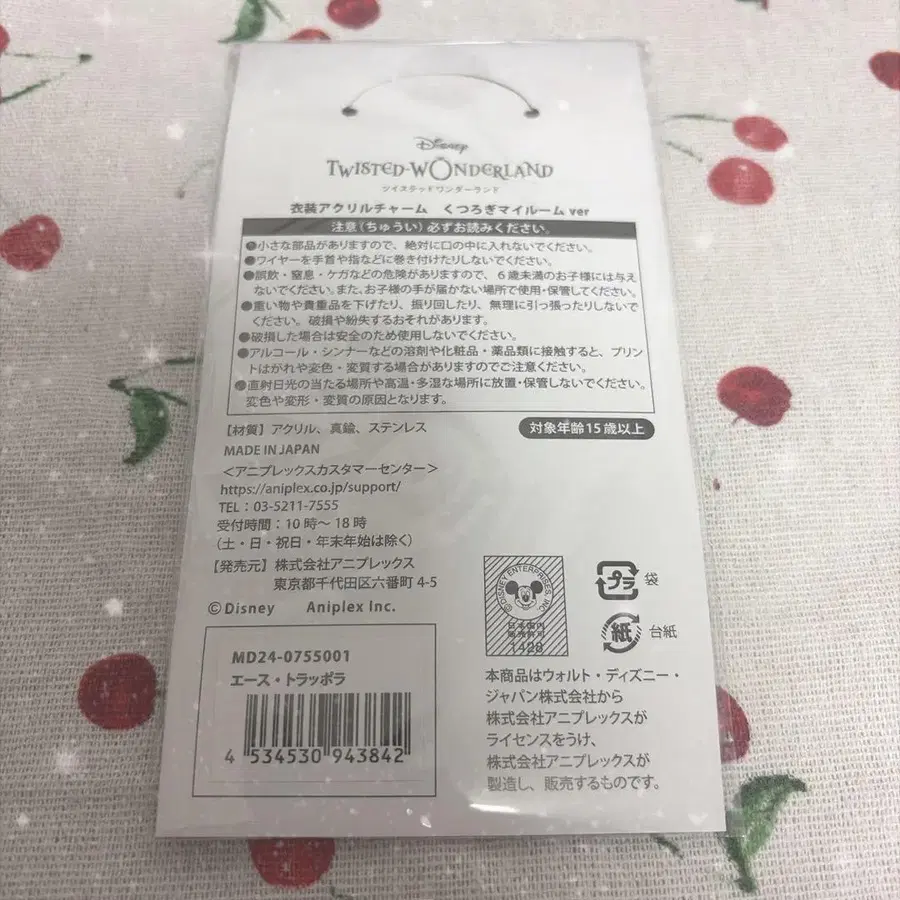 Disney
TWISTED-WONDERLAND
ツイステッドワンダーランド
衣装アクリルチャーム　くつろぎマイルーム ver
注意（ちゅうい）必ずお読みください。
●小さな部品がありますので、絶対に口の中に入れないでください。
●ワイヤーを手首や指などに巻き付けたりしないでください。
●誤飲・窒息・ケガなどの危険がありますので、６歳未満のお子様には与え
ないでください。また、お子様の手が届かない場所で使用・保管してください。
●重い物や貴重品を下げたり、振り回したり、無理に引っ張ったりしないで
ください。破損や紛失するおそれがあります。
●破損した場合は安全のため使用しないでください。
●アルコール・シンナーなどの溶剤や化粧品・薬品類に接触すると、プリン
トはがれや変色・変質する場合がありますのでご注意ください。
●直射日光の当たる場所や高温・多湿な場所に放置・保管しないでください。
変色や変形・変質の原因となります。
【材質】アクリル、真鍮、ステンレス
対象年齢15歳以上
MADE IN JAPAN
＜アニプレックスカスタマーセンター＞
https://aniplex.co.jp/support/
TEL：03-5211-7555
受付時間：10時～18時
（土・日・祝日・年末年始は除く）
【発売元】株式会社アニプレックス
東京都千代田区六番町 4-5
©Disney　Aniplex Inc.
MD24-0755001
エース・トラッポラ
4 534530 943842
©DISNEY ENTERPRISES, INC.
日本国内
販売許可
1428
プラ 袋
紙 台紙
本商品はウォルト・ディズニー・
ジャパン株式会社から
株式会社アニプレックスが
ライセンスをうけ、
株式会社アニプレックスが
製造し、販売するものです。